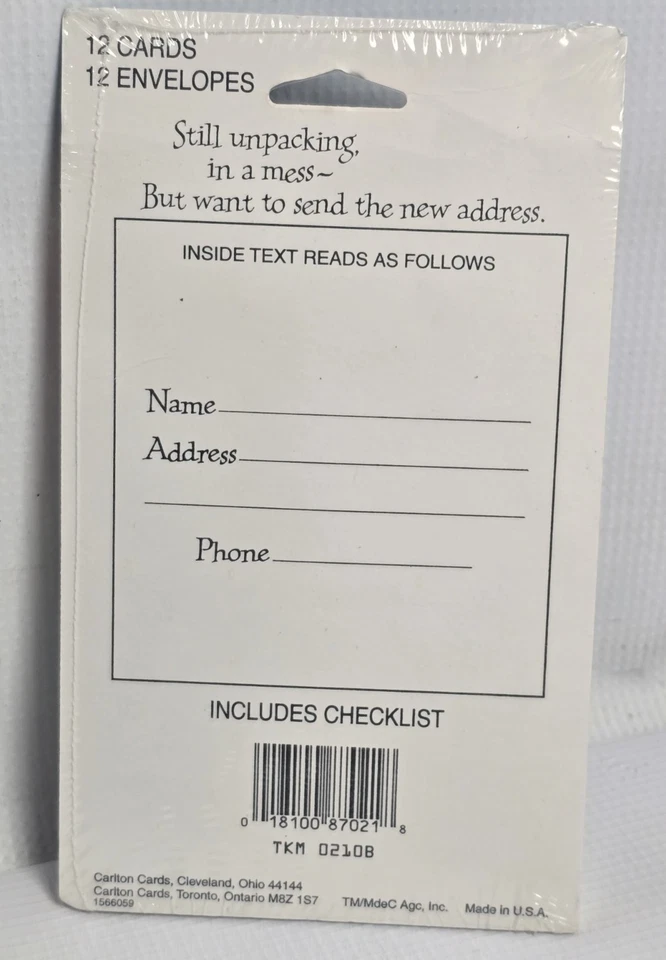 12 CARDS
12 ENVELOPES
Still unpacking,
in a mess~
But want to send the new address.
INSIDE TEXT READS AS FOLLOWS
Name
Address
Phone
INCLUDES CHECKLIST
0 18100 87021 8
TKM 0210B
Carlton Cards, Cleveland, Ohio 44144
Carlton Cards, Toronto, Ontario M8Z 1S7 TM/MdeC Agc, Inc. Made in U.S.A.
1566059